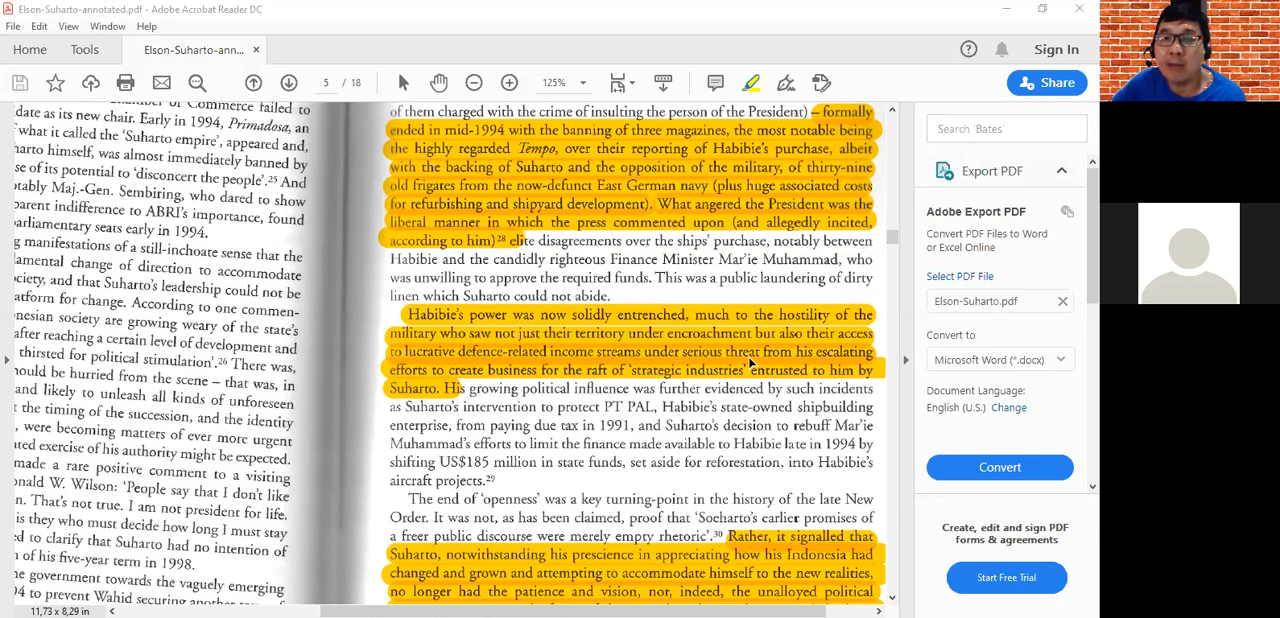 Elson-Suharto-annotated.pdf - Adobe Acrobat Reader DC
File Edit View Window Help
Home Tools Elson-Suharto-ann... × Sign In
5 / 18 125% Share
Chamber of Commerce failed to
date as its new chair. Early in 1994, Primadosa, an
what it called the 'Suharto empire', appeared and,
harto himself, was almost immediately banned by
se of its potential to 'disconcert the people'.25 And
otably Maj.-Gen. Sembiring, who dared to show
parent indifference to ABRI's importance, found
parliamentary seats early in 1994.
g manifestations of a still-inchoate sense that the
lamental change of direction to accommodate
ociety, and that Suharto's leadership could not be
atform for change. According to one commen-
nesian society are growing weary of the state's
after reaching a certain level of development and
thirsted for political stimulation'.26 There was,
hould be hurried from the scene – that was, in
and likely to unleash all kinds of unforeseen
t the timing of the succession, and the identity
, were becoming matters of ever more urgent
ated exercise of his authority might be expected.
made a rare positive comment to a visiting
onald W. Wilson: 'People say that I don't like
n. That's not true. I am not president for life.
is they who must decide how long I must stay
ed to clarify that Suharto had no intention of
of his five-year term in 1998.
he government towards the vaguely emerging
4 to prevent Wahid securing another
of them charged with the crime of insulting the person of the President) – formally
ended in mid-1994 with the banning of three magazines, the most notable being
the highly regarded Tempo, over their reporting of Habibie's purchase, albeit
with the backing of Suharto and the opposition of the military, of thirty-nine
old frigates from the now-defunct East German navy (plus huge associated costs
for refurbishing and shipyard development). What angered the President was the
liberal manner in which the press commented upon (and allegedly incited,
according to him)28 elite disagreements over the ships' purchase, notably between
Habibie and the candidly righteous Finance Minister Mar'ie Muhammad, who
was unwilling to approve the required funds. This was a public laundering of dirty
linen which Suharto could not abide.
Habibie's power was now solidly entrenched, much to the hostility of the
military who saw not just their territory under encroachment but also their access
to lucrative defence-related income streams under serious threat from his escalating
efforts to create business for the raft of 'strategic industries' entrusted to him by
Suharto. His growing political influence was further evidenced by such incidents
as Suharto's intervention to protect PT PAL, Habibie's state-owned shipbuilding
enterprise, from paying due tax in 1991, and Suharto's decision to rebuff Mar'ie
Muhammad's efforts to limit the finance made available to Habibie late in 1994 by
shifting US$185 million in state funds, set aside for reforestation, into Habibie's
aircraft projects.29
The end of 'openness' was a key turning-point in the history of the late New
Order. It was not, as has been claimed, proof that 'Soeharto's earlier promises of
a freer public discourse were merely empty rhetoric'.30 Rather, it signalled that
Suharto, notwithstanding his prescience in appreciating how his Indonesia had
changed and grown and attempting to accommodate himself to the new realities,
no longer had the patience and vision, nor, indeed, the unalloyed political
11,73 x 8,29 in
Search 'Bates'
Export PDF
Adobe Export PDF
Convert PDF Files to Word
or Excel Online
Select PDF File
Elson-Suharto.pdf
Convert to
Microsoft Word (*.docx)
Document Language:
English (U.S.) Change
Convert
Create, edit and sign PDF
forms & agreements
Start Free Trial